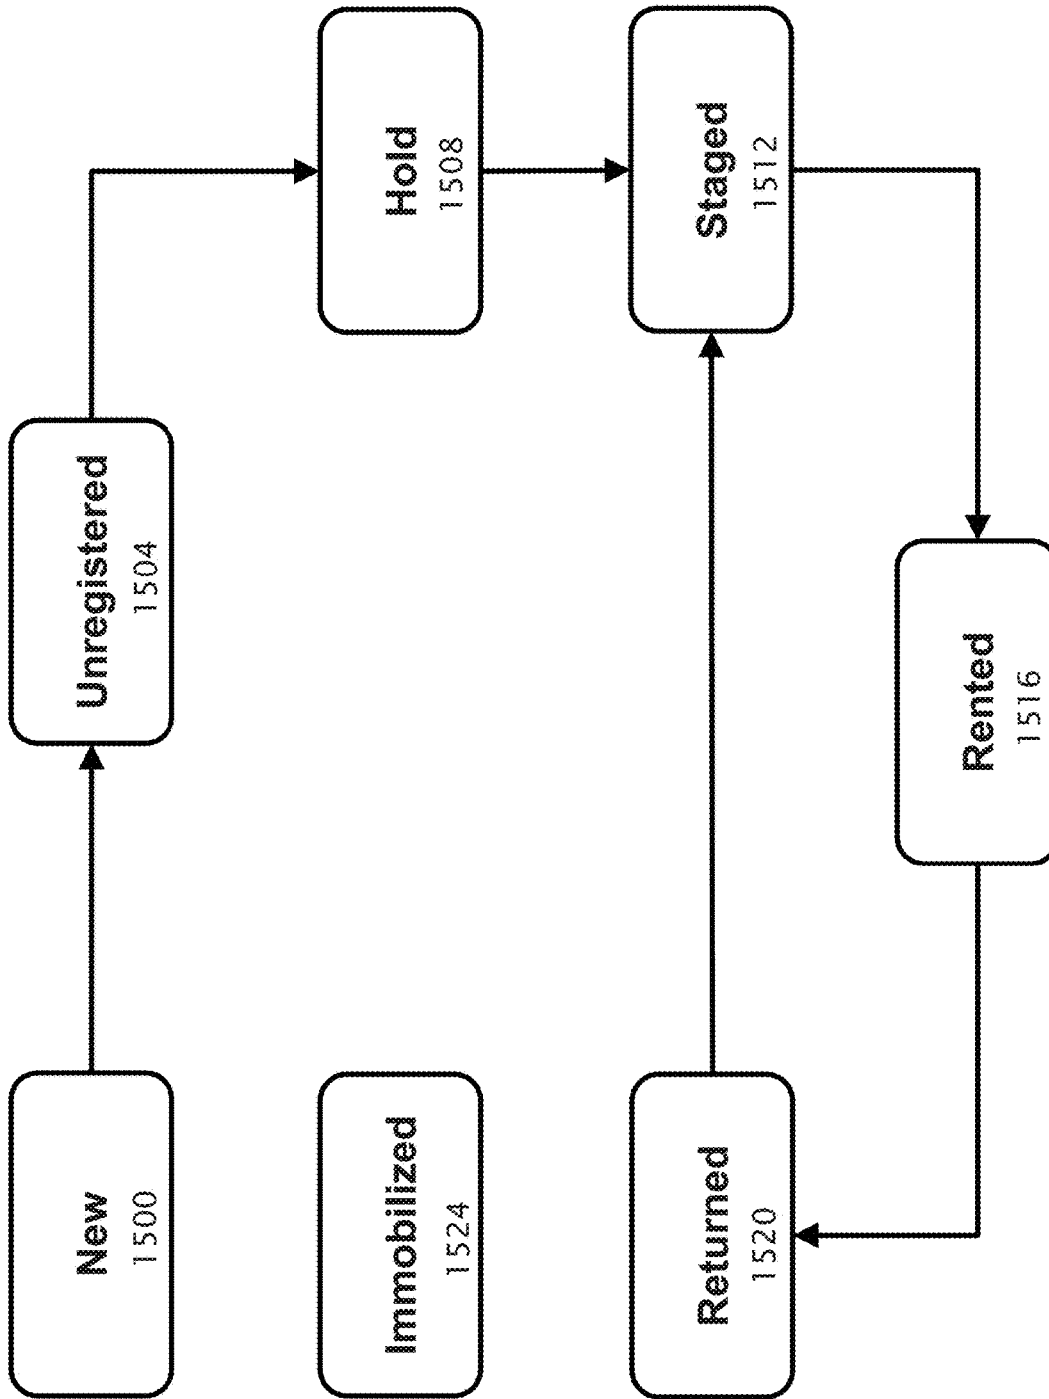 New
1500
Unregistered
1504
Immobilized
1524
Hold
1508
Returned
1520
Staged
1512
Rented
1516